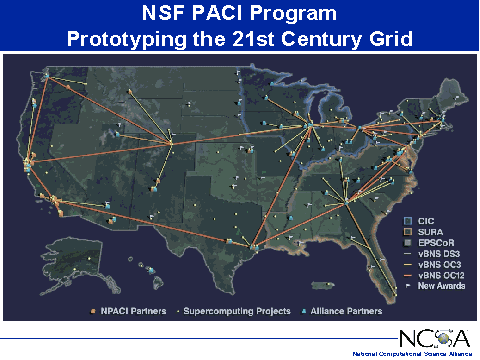 NSF PACI Program
Prototyping the 21st Century Grid
CIC
SURA
EPSCoR
vBNS DS3
vBNS OC3
vBNS OC12
New Awards
NPACI Partners
Supercomputing Projects
Alliance Partners
NCSA
National Computational Science Alliance